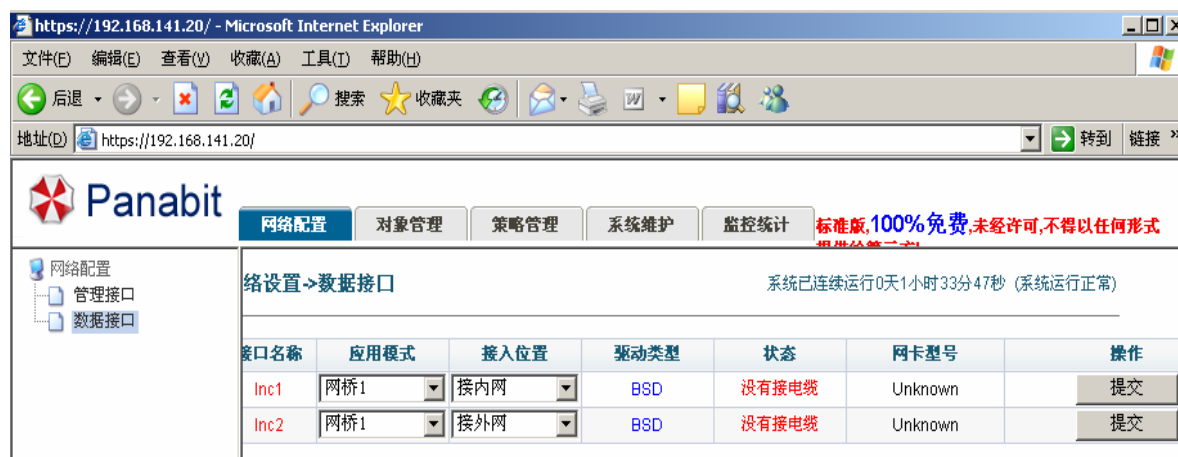 https://192.168.141.20/ - Microsoft Internet Explorer
文件(F) 编辑(E) 查看(V) 收藏(A) 工具(T) 帮助(H)
后退 搜索 收藏夹
地址(D) https://192.168.141.20/ 转到 链接 »
Panabit 网络配置 对象管理 策略管理 系统维护 监控统计 标准版,100%免费,未经许可,不得以任何形式
网络配置
管理接口
数据接口
络设置->数据接口 系统已连续运行0天1小时33分47秒 (系统运行正常)
接口名称 应用模式 接入位置 驱动类型 状态 网卡型号 操作
lnc1 网桥1 接内网 BSD 没有接电缆 Unknown 提交
lnc2 网桥1 接外网 BSD 没有接电缆 Unknown 提交